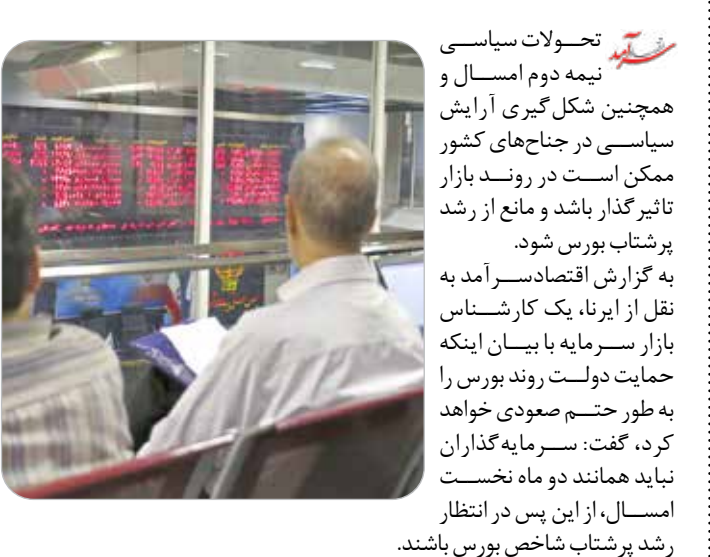 سرآمد تحولات سیاسی
نیمه دوم امسال و
همچنین شکل‌گیری آرایش
سیاسی در جناح‌های کشور
ممکن است در روند بازار
تاثیرگذار باشد و مانع از رشد
پرشتاب بورس شود.
به گزارش اقتصادسرآمد به
نقل از ایرنا، یک کارشناس
بازار سرمایه با بیان اینکه
حمایت دولت روند بورس را
به طور حتم صعودی خواهد
کرد، گفت: سرمایه‌گذاران
نباید همانند دو ماه نخست
امسال، از این پس در انتظار
رشد پرشتاب شاخص بورس باشند.